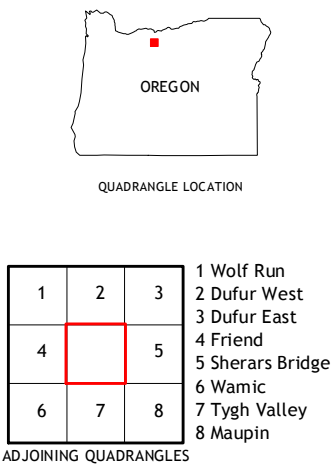 OREGON
QUADRANGLE LOCATION
1 2 3
4 5
6 7 8
1 Wolf Run
2 Dufur West
3 Dufur East
4 Friend
5 Sherars Bridge
6 Wamic
7 Tygh Valley
8 Maupin
ADJOINING QUADRANGLES